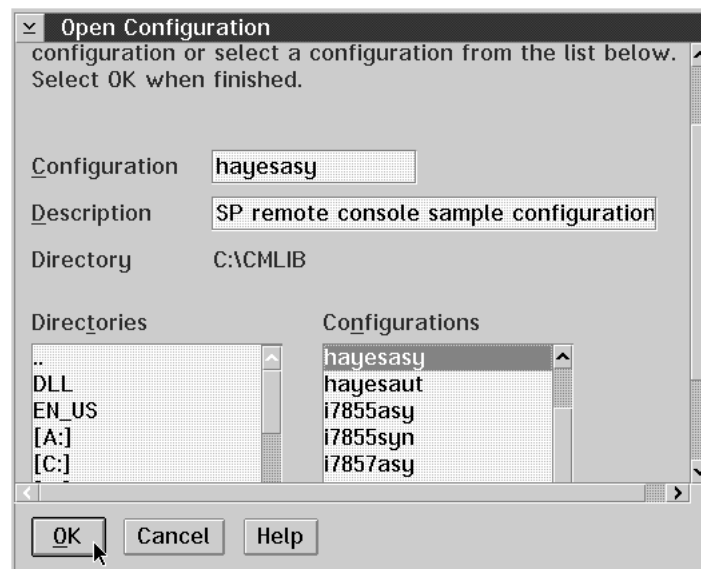 Open Configuration
configuration or select a configuration from the list below.
Select OK when finished.
Configuration hayesasy
Description SP remote console sample configuration
Directory C:\CMLIB
Directories Configurations
.. hayesasy
DLL hayesaut
EN_US i7855asy
[A:] i7855syn
[C:] i7857asy
OK Cancel Help